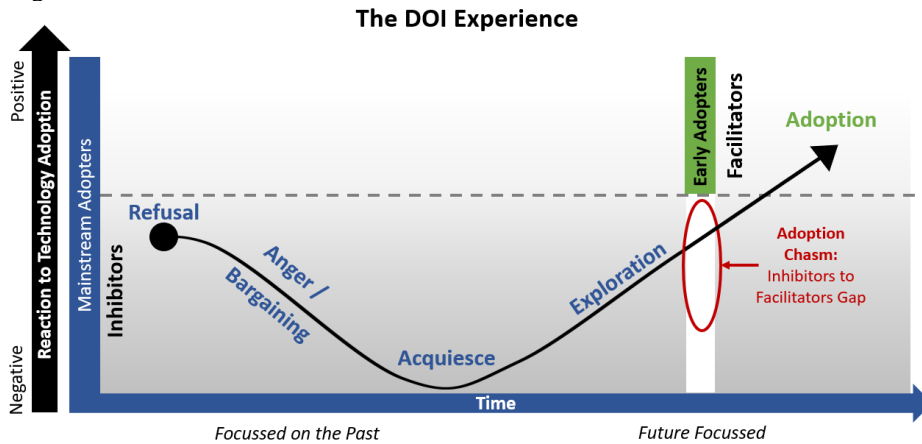 The DOI Experience
Positive
Reaction to Technology Adoption
Negative
Mainstream Adopters
Inhibitors
Refusal
Anger /
Bargaining
Acquiesce
Exploration
Early Adopters
Facilitators
Adoption
Adoption
Chasm:
Inhibitors to
Facilitators Gap
Time
Focussed on the Past
Future Focussed